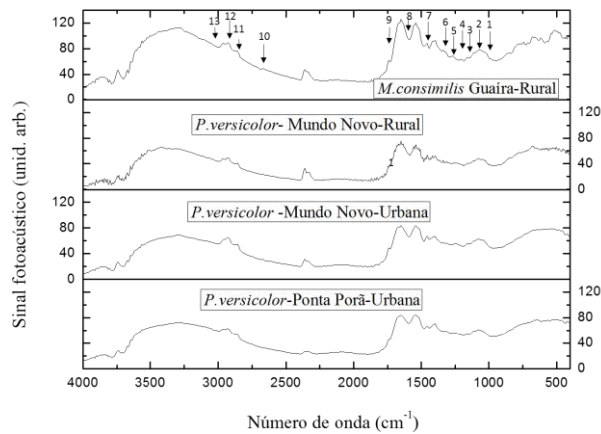 13 12 11 10 9 8 7 6 5 4 3 2 1
120
80
40
0
M.consimilis Guaira-Rural
P.versicolor- Mundo Novo-Rural
120
80
40
0
P.versicolor -Mundo Novo-Urbana
120
80
40
0
P.versicolor-Ponta Porã-Urbana
120
80
40
0
4000 3500 3000 2500 2000 1500 1000 500
Número de onda (cm⁻¹)
Sinal fotoacústico (unid. arb.)